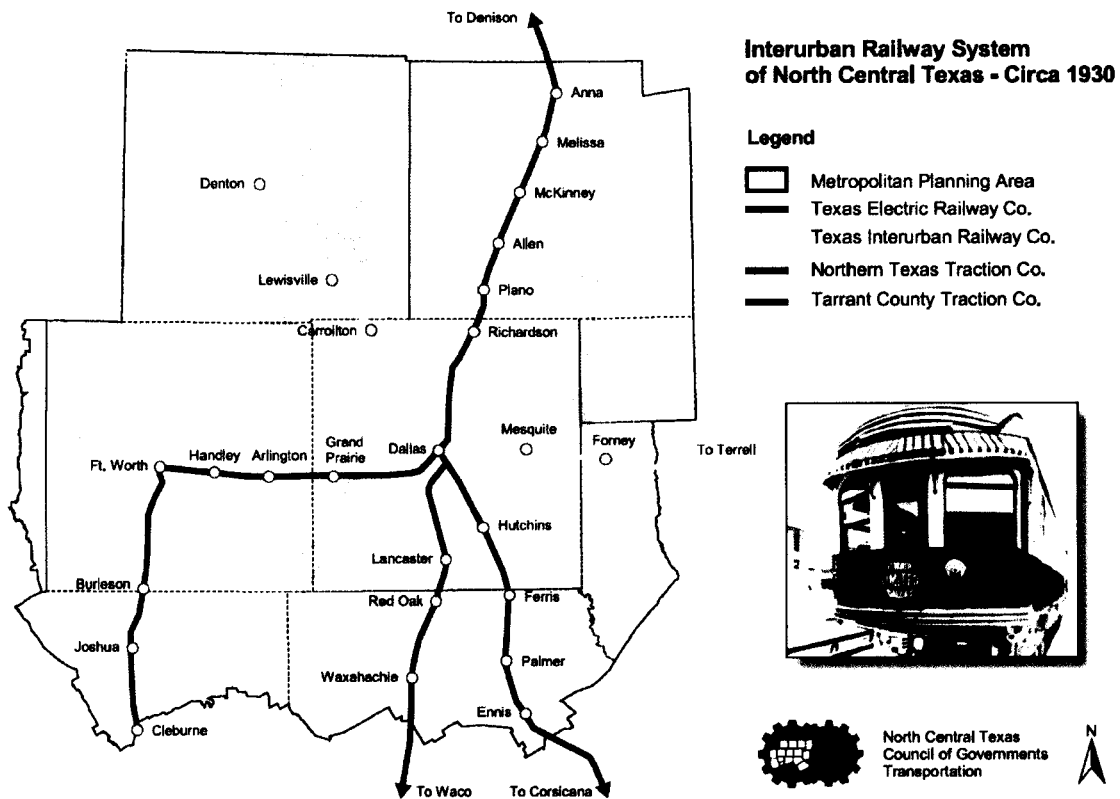 To Denison
Interurban Railway System
of North Central Texas - Circa 1930
Legend
Metropolitan Planning Area
Texas Electric Railway Co.
Texas Interurban Railway Co.
Northern Texas Traction Co.
Tarrant County Traction Co.
Anna
Melissa
Denton
McKinney
Allen
Lewisville
Plano
Carrollton
Richardson
Mesquite
Forney
To Terrell
Dallas
Grand
Prairie
Arlington
Handley
Ft. Worth
Hutchins
Lancaster
Burleson
Red Oak
Ferris
Joshua
Palmer
Waxahachie
Ennis
Cleburne
To Waco
To Corsicana
North Central Texas
Council of Governments
Transportation
N